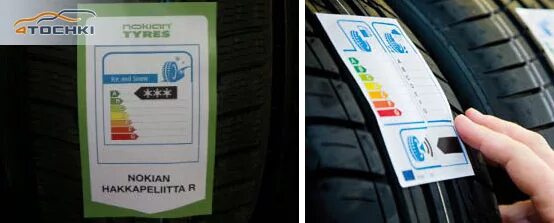 4TOCHKI
nokian
TYRES
Ice and Snow
A
NOKIAN
HAKKAPELIITTA R
A
B
C
D
E
F
G